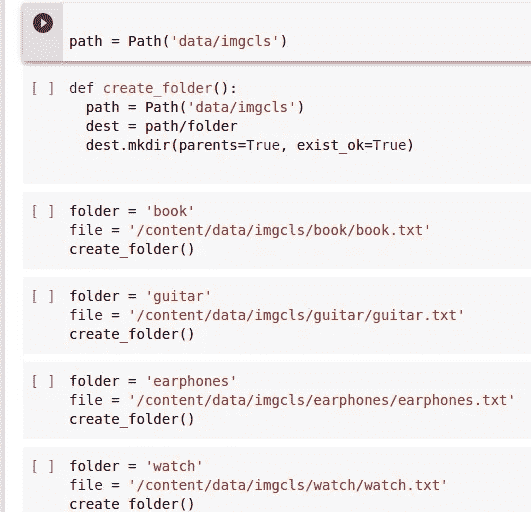 path = Path('data/imgcls')
[ ] def create_folder():
path = Path('data/imgcls')
dest = path/folder
dest.mkdir(parents=True, exist_ok=True)
[ ] folder = 'book'
file = '/content/data/imgcls/book/book.txt'
create_folder()
[ ] folder = 'guitar'
file = '/content/data/imgcls/guitar/guitar.txt'
create_folder()
[ ] folder = 'earphones'
file = '/content/data/imgcls/earphones/earphones.txt'
create_folder()
[ ] folder = 'watch'
file = '/content/data/imgcls/watch/watch.txt'
create_folder()